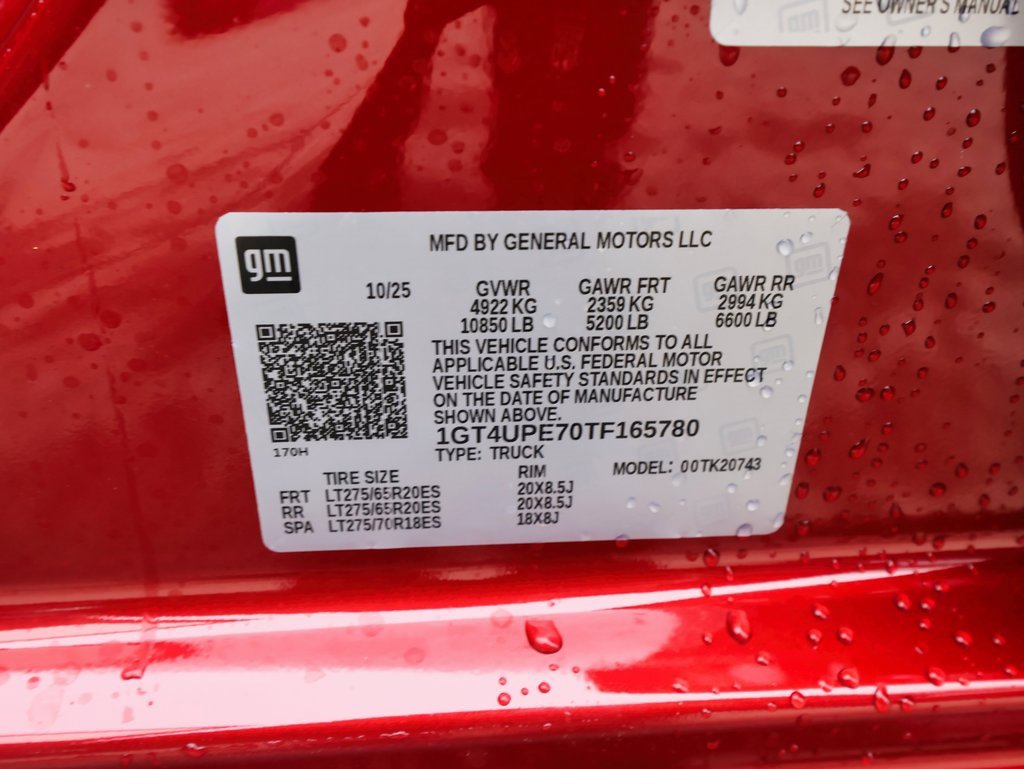 SEE OWNER'S MANUAL
gm
MFD BY GENERAL MOTORS LLC
10/25 GVWR GAWR FRT GAWR RR
4922 KG 2359 KG 2994 KG
10850 LB 5200 LB 6600 LB
THIS VEHICLE CONFORMS TO ALL
APPLICABLE U.S. FEDERAL MOTOR
VEHICLE SAFETY STANDARDS IN EFFECT
ON THE DATE OF MANUFACTURE
SHOWN ABOVE.
170H
1GT4UPE70TF165780
TYPE: TRUCK
MODEL: 00TK20743
TIRE SIZE RIM
FRT LT275/65R20ES 20X8.5J
RR LT275/65R20ES 20X8.5J
SPA LT275/70R18ES 18X8J